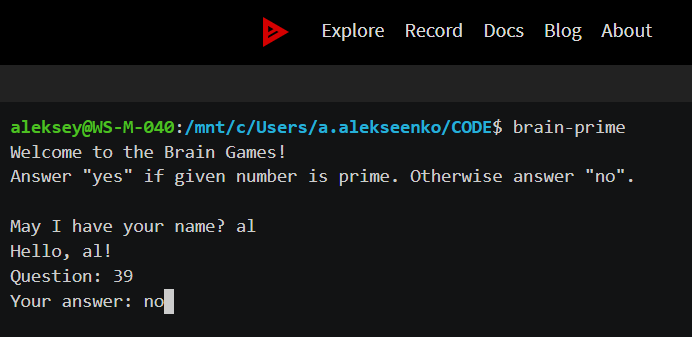 Explore Record Docs Blog About
aleksey@WS-M-040:/mnt/c/Users/a.alekseenko/CODE$ brain-prime
Welcome to the Brain Games!
Answer "yes" if given number is prime. Otherwise answer "no".
May I have your name? al
Hello, al!
Question: 39
Your answer: no